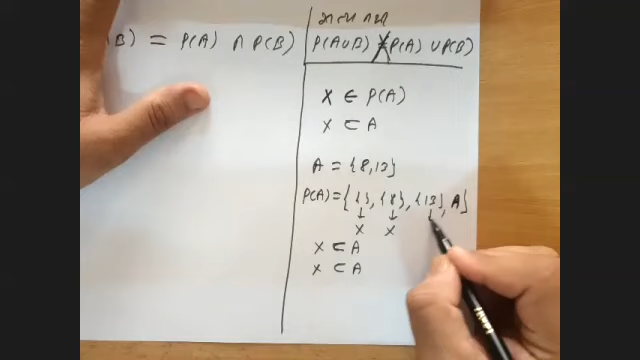 B) = P(A) ∩ P(B)
P(A∪B) ≠ P(A) ∪ P(B)
X ∈ P(A)
X ⊂ A
A = {8,13}
P(A) = { { }, {8}, {13}, A}
↓ ↓ ↓
X X
X ⊂ A
X ⊂ A